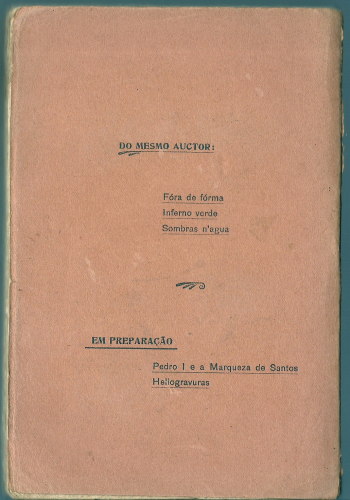 DO MESMO AUCTOR:
Fóra de fórma
Inferno verde
Sombras n'agua
EM PREPARAÇÃO
Pedro I e a Marqueza de Santos
Heliogravuras